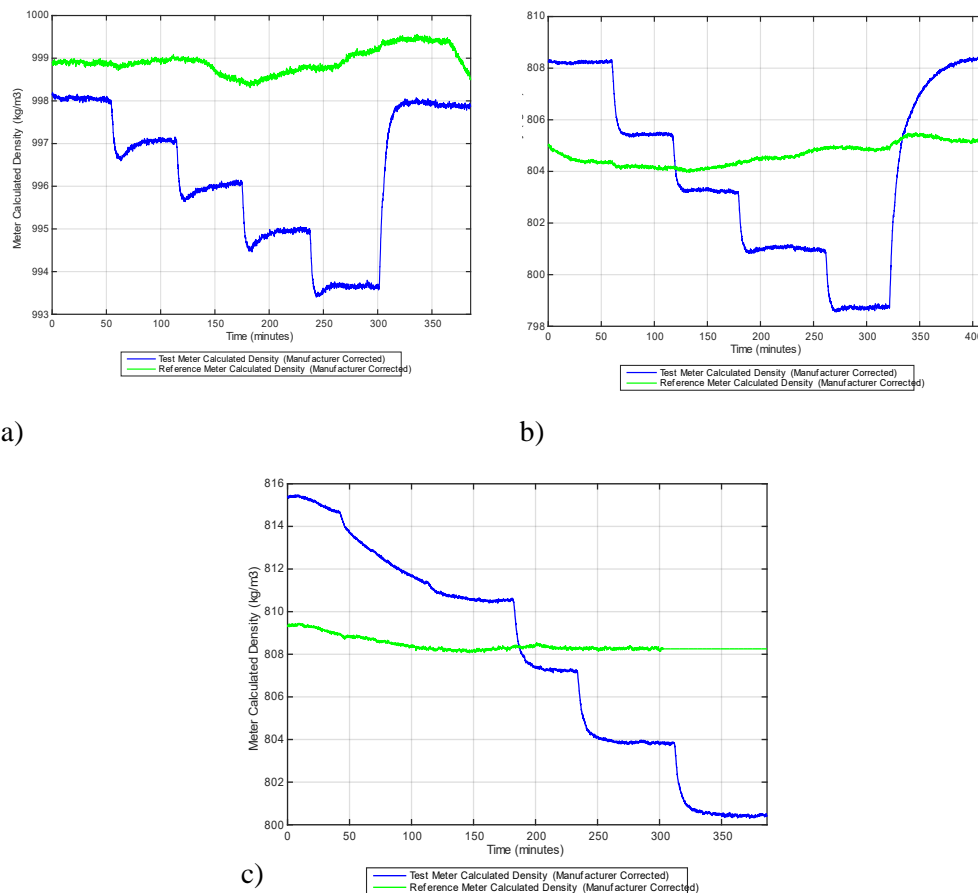 1000
999
998
997
996
995
994
993
Meter Calculated Density (kg/m3)
0 50 100 150 200 250 300 350
Time (minutes)
Test Meter Calculated Density (Manufacturer Corrected)
Reference Meter Calculated Density (Manufacturer Corrected)
a)
810
808
806
804
802
800
798
0 50 100 150 200 250 300 350 400
Time (minutes)
Test Meter Calculated Density (Manufacturer Corrected)
Reference Meter Calculated Density (Manufacturer Corrected)
b)
816
814
812
810
808
806
804
802
800
Meter Calculated Density (kg/m3)
0 50 100 150 200 250 300 350
Time (minutes)
Test Meter Calculated Density (Manufacturer Corrected)
Reference Meter Calculated Density (Manufacturer Corrected)
c)